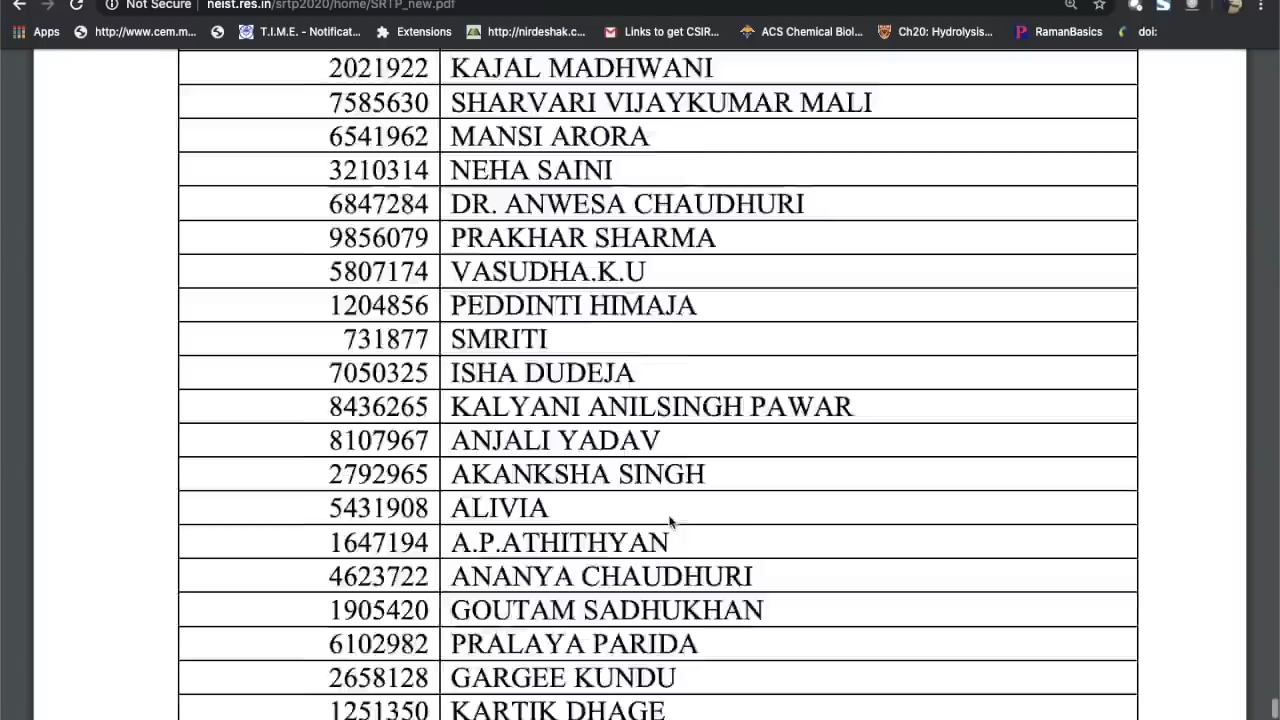 Not Secure neist.res.in/srtp2020/home/SRTP_new.pdf
Apps http://www.cem.m... T.I.M.E. - Notificat... Extensions http://nirdeshak.c... Links to get CSIR... ACS Chemical Biol... Ch20: Hydrolysis... RamanBasics doi:
2021922 KAJAL MADHWANI
7585630 SHARVARI VIJAYKUMAR MALI
6541962 MANSI ARORA
3210314 NEHA SAINI
6847284 DR. ANWESA CHAUDHURI
9856079 PRAKHAR SHARMA
5807174 VASUDHA.K.U
1204856 PEDDINTI HIMAJA
731877 SMRITI
7050325 ISHA DUDEJA
8436265 KALYANI ANILSINGH PAWAR
8107967 ANJALI YADAV
2792965 AKANKSHA SINGH
5431908 ALIVIA
1647194 A.P.ATHITHYAN
4623722 ANANYA CHAUDHURI
1905420 GOUTAM SADHUKHAN
6102982 PRALAYA PARIDA
2658128 GARGEE KUNDU
1251350 KARTIK DHAGE